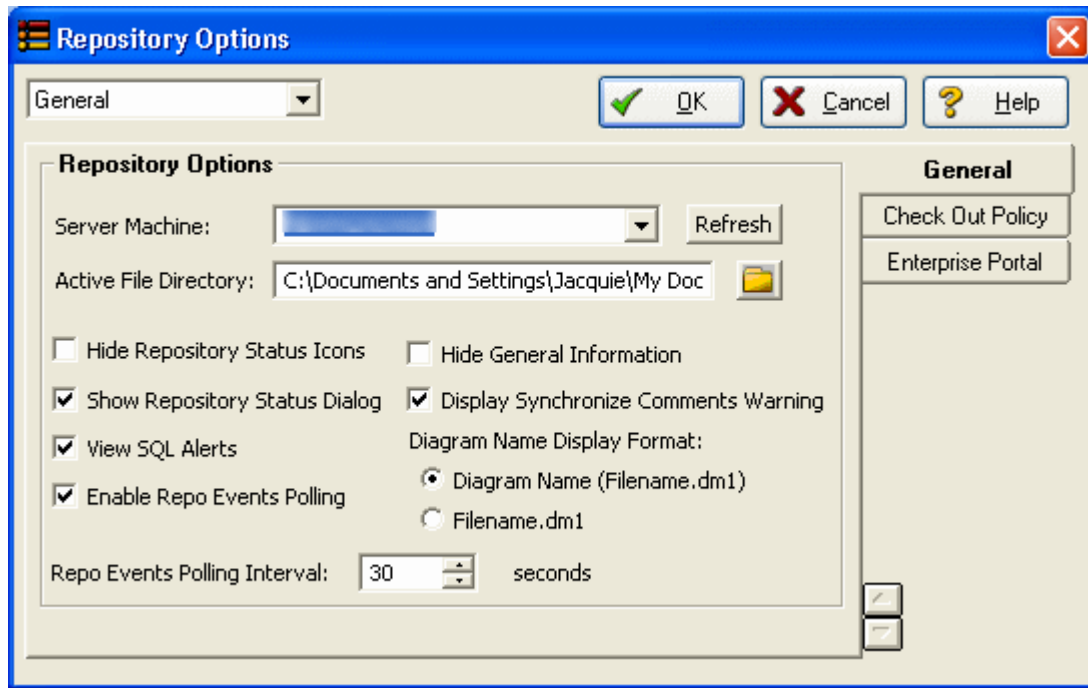 Repository Options
General
OK
Cancel
Help
Repository Options
General
Check Out Policy
Enterprise Portal
Server Machine:
Refresh
Active File Directory:
C:\Documents and Settings\Jacquie\My Doc
Hide Repository Status Icons
Hide General Information
Show Repository Status Dialog
Display Synchronize Comments Warning
View SQL Alerts
Diagram Name Display Format:
Enable Repo Events Polling
Diagram Name (Filename.dm1)
Filename.dm1
Repo Events Polling Interval: 30 seconds